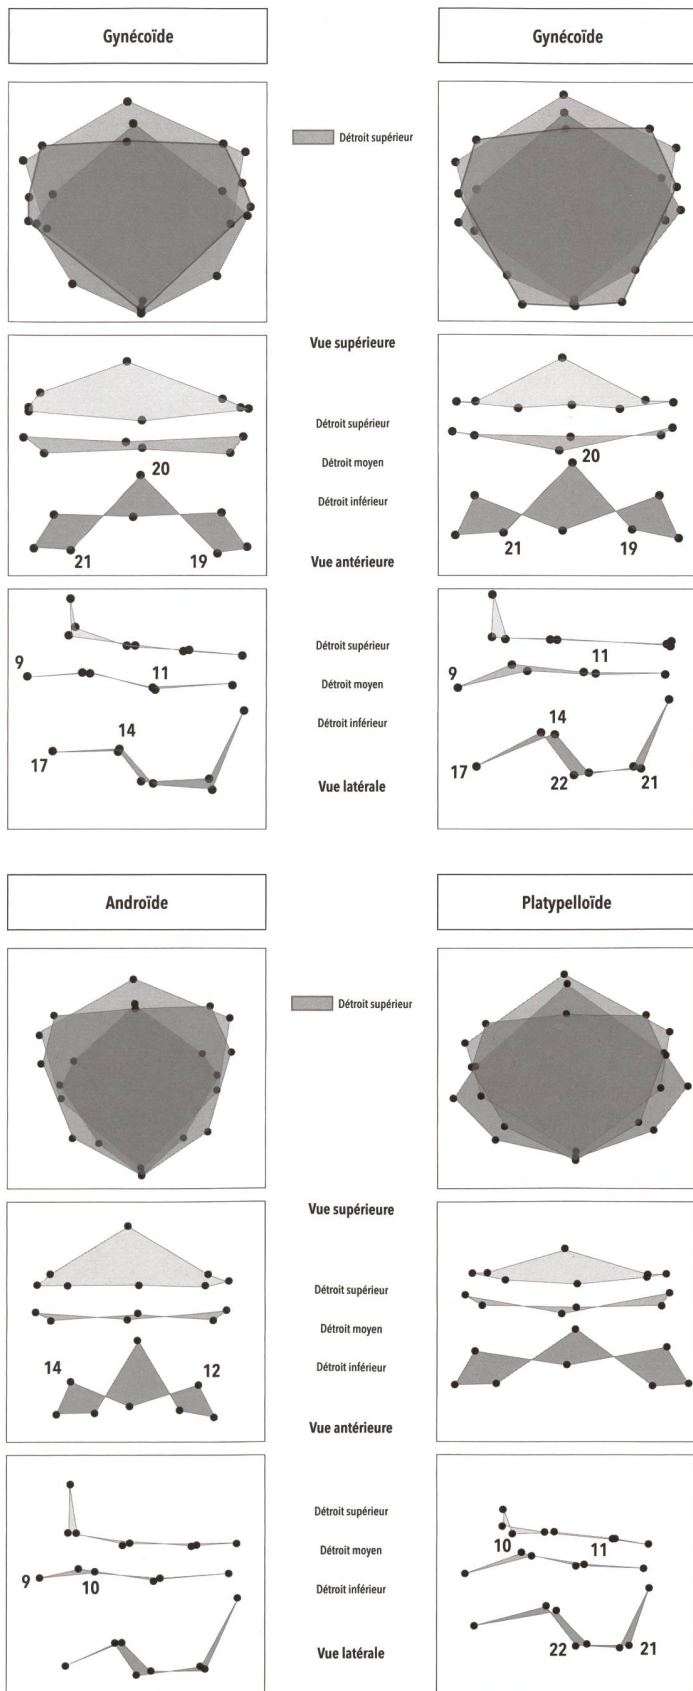 Gynécoïde
Gynécoïde
Détroit supérieur
Vue supérieure
Détroit supérieur
Détroit moyen
Détroit inférieur
Vue antérieure
20
21
19
20
21
19
Détroit supérieur
Détroit moyen
Détroit inférieur
Vue latérale
9
11
14
17
11
9
14
17
22
21
Androïde
Platypelloïde
Détroit supérieur
Vue supérieure
Détroit supérieur
Détroit moyen
Détroit inférieur
Vue antérieure
14
12
Détroit supérieur
Détroit moyen
Détroit inférieur
Vue latérale
9
10
10
11
22
21